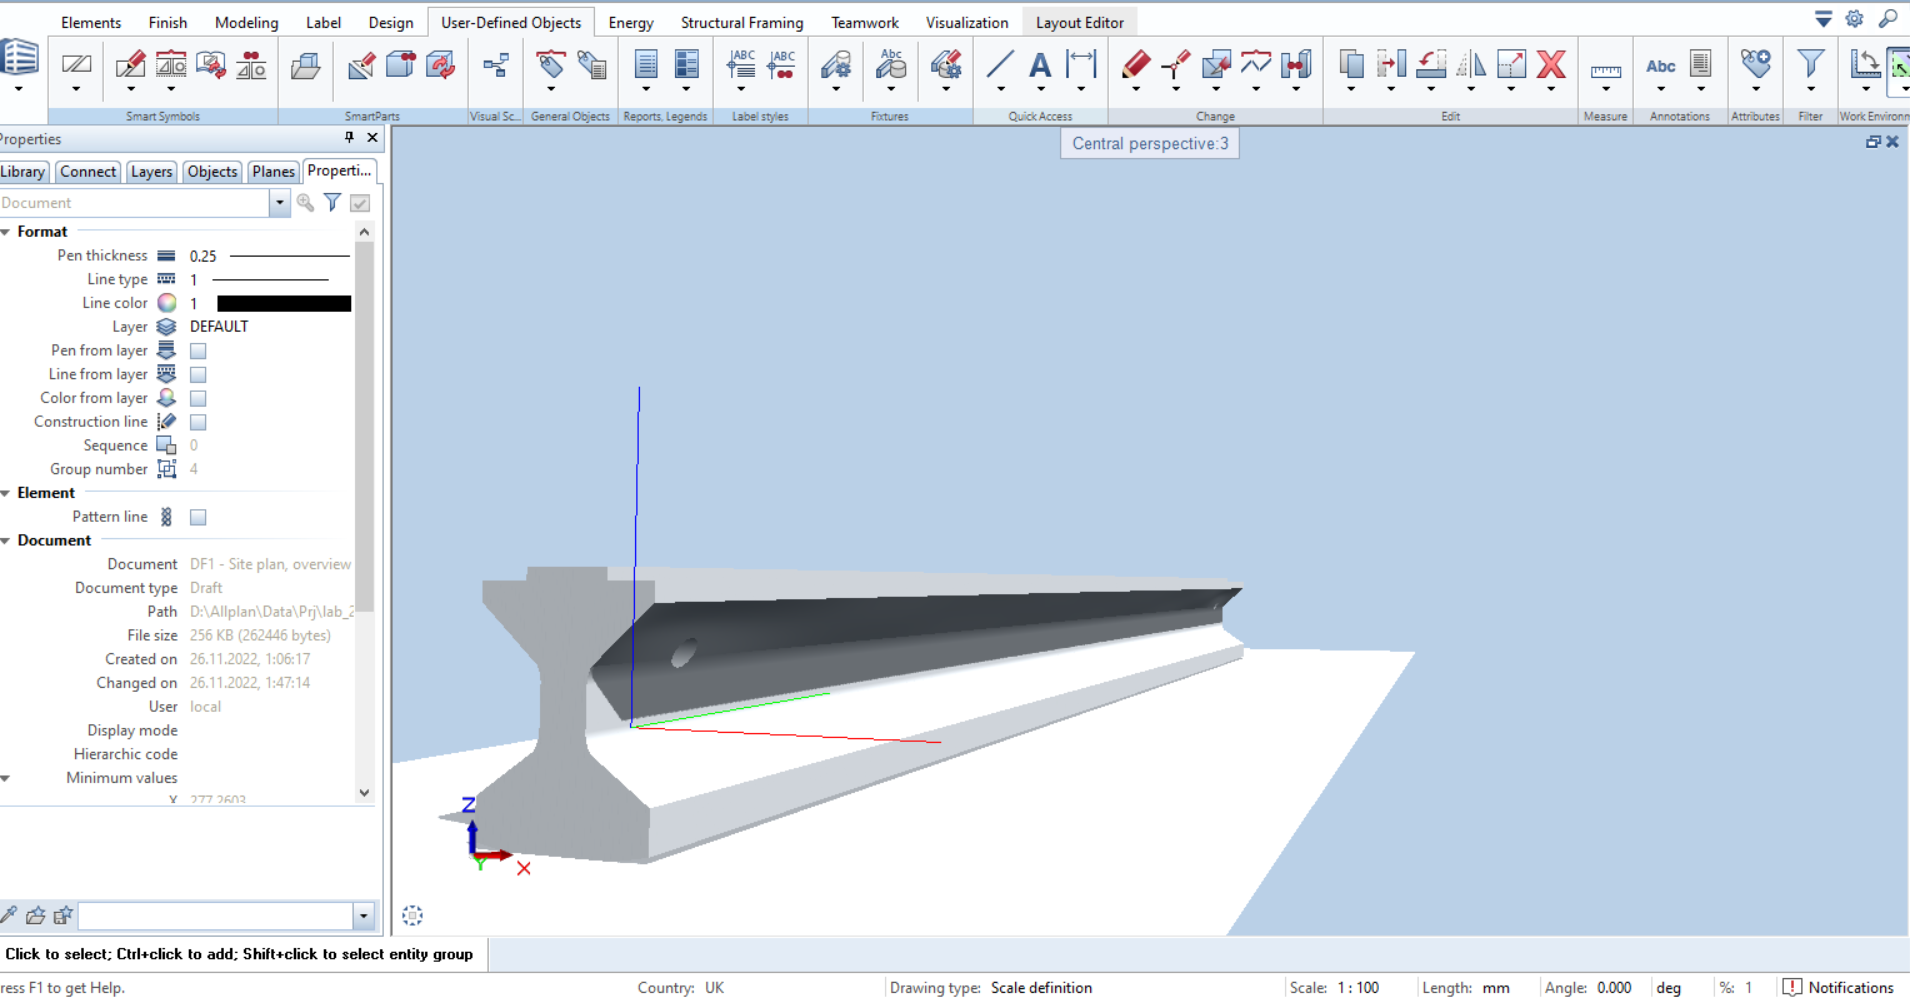 Elements Finish Modeling Label Design User-Defined Objects Energy Structural Framing Teamwork Visualization Layout Editor
ABC ABC Abc A Abc
Smart Symbols SmartParts Visual Sc... General Objects Reports, Legends Label styles Fixtures Quick Access Change Edit Measure Annotations Attributes Filter Work Environm
Properties
Central perspective:3
Library Connect Layers Objects Planes Properti...
Document
Format
Pen thickness 0.25
Line type 1
Line color 1
Layer DEFAULT
Pen from layer
Line from layer
Color from layer
Construction line
Sequence 0
Group number 4
Element
Pattern line
Document
Document DF1 - Site plan, overview
Document type Draft
Path D:\Allplan\Data\Prj\lab_2
File size 256 KB (262446 bytes)
Created on 26.11.2022, 1:06:17
Changed on 26.11.2022, 1:47:14
User local
Display mode
Hierarchic code
Minimum values
X 277.2603
Z
Y
X
Click to select; Ctrl+click to add; Shift+click to select entity group
ress F1 to get Help. Country: UK Drawing type: Scale definition Scale: 1 : 100 Length: mm Angle: 0.000 deg %: 1 Notifications